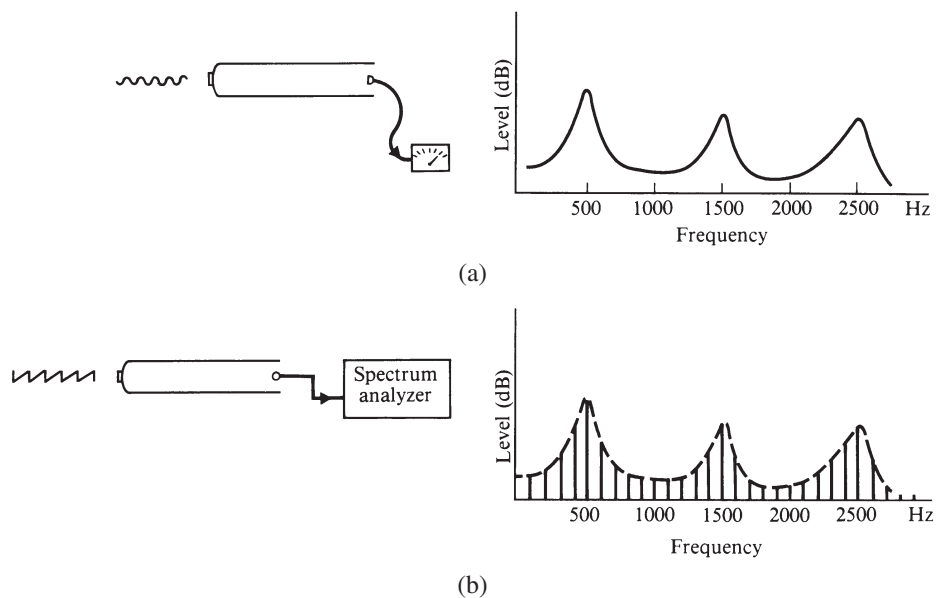 Level (dB)
500 1000 1500 2000 2500 Hz
Frequency
(a)
Spectrum
analyzer
Level (dB)
500 1000 1500 2000 2500 Hz
Frequency
(b)